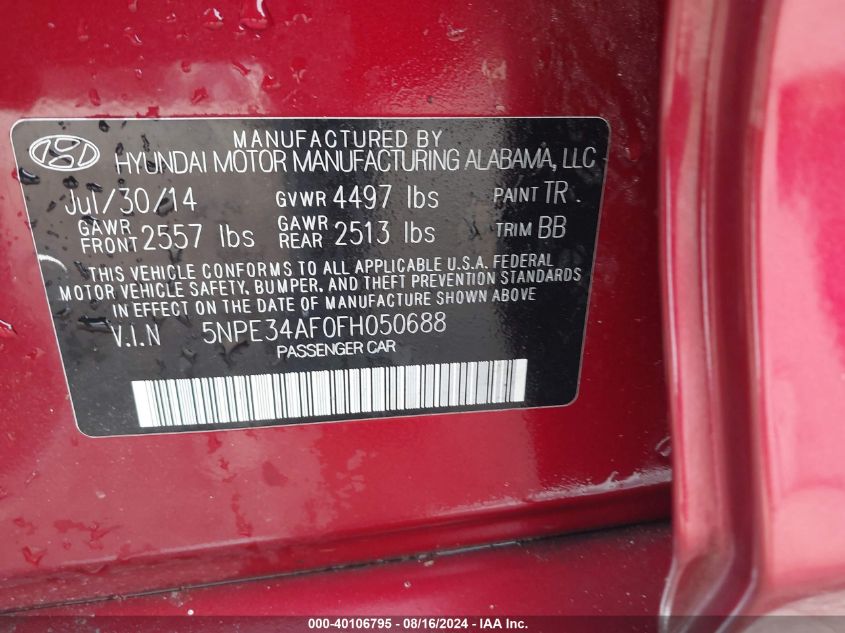 MANUFACTURED BY
HYUNDAI MOTOR MANUFACTURING ALABAMA, LLC
Jul/30/14 GVWR 4497 lbs PAINT TR
GAWR FRONT 2557 lbs GAWR REAR 2513 lbs TRIM BB
THIS VEHICLE CONFORMS TO ALL APPLICABLE U.S.A. FEDERAL
MOTOR VEHICLE SAFETY, BUMPER, AND THEFT PREVENTION STANDARDS
IN EFFECT ON THE DATE OF MANUFACTURE SHOWN ABOVE
V.I.N 5NPE34AF0FH050688
PASSENGER CAR
000-40106795 - 08/16/2024 - IAA Inc.